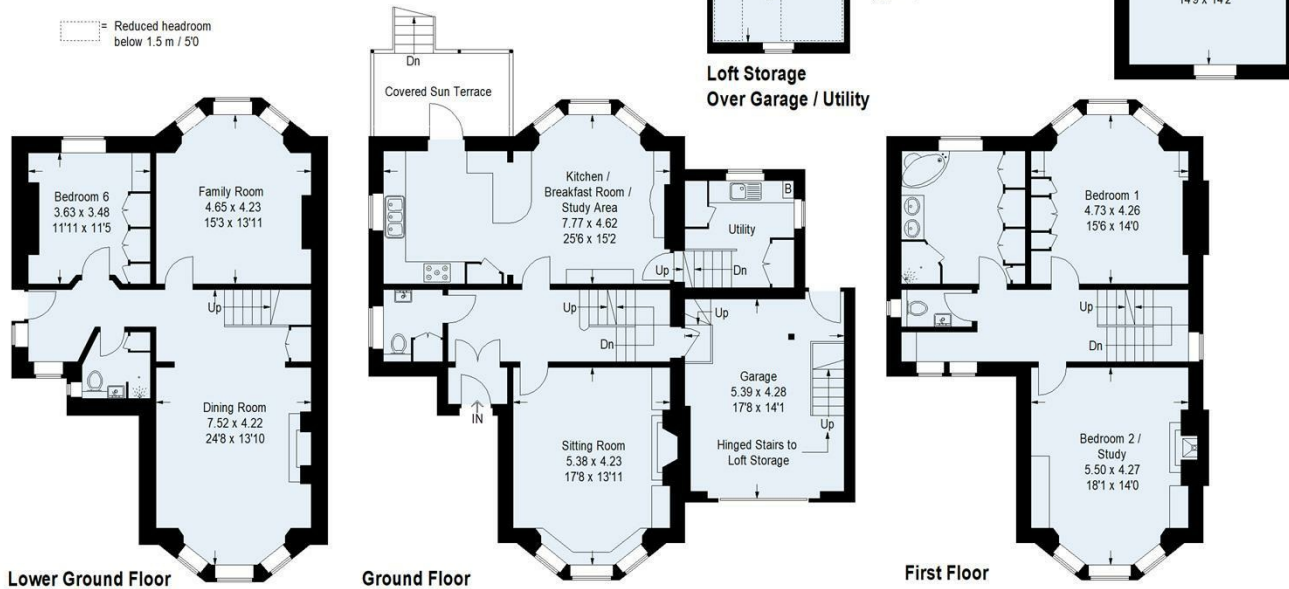 = Reduced headroom
below 1.5 m / 5'0
14'9 x 14'2
Loft Storage
Over Garage / Utility
Dn
Covered Sun Terrace
Bedroom 6
3.63 x 3.48
11'11 x 11'5
Family Room
4.65 x 4.23
15'3 x 13'11
Up
Dining Room
7.52 x 4.22
24'8 x 13'10
Lower Ground Floor
Kitchen /
Breakfast Room /
Study Area
7.77 x 4.62
25'6 x 15'2
B
Utility
Up
Dn
Up
Dn
Up
IN
Sitting Room
5.38 x 4.23
17'8 x 13'11
Garage
5.39 x 4.28
17'8 x 14'1
Up
Hinged Stairs to
Loft Storage
Ground Floor
Bedroom 1
4.73 x 4.26
15'6 x 14'0
Up
Dn
Bedroom 2 /
Study
5.50 x 4.27
18'1 x 14'0
First Floor